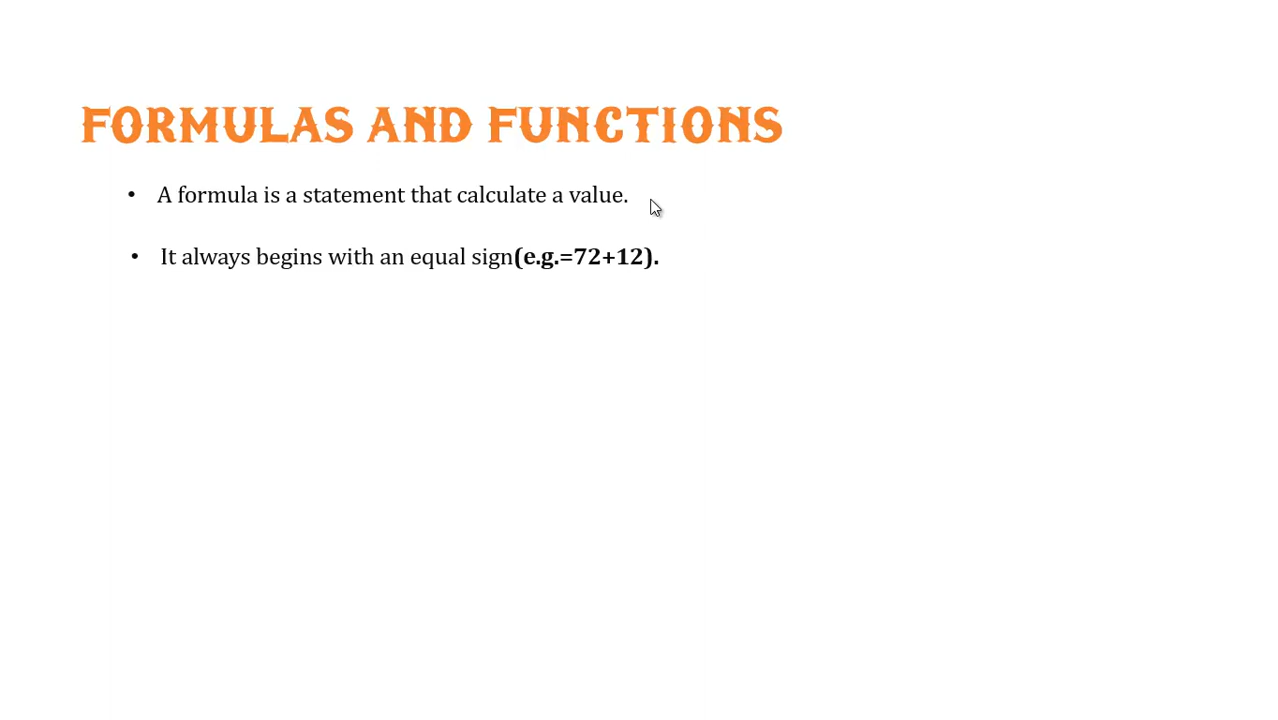 FORMULAS AND FUNCTIONS
• A formula is a statement that calculate a value.
• It always begins with an equal sign(e.g.=72+12).